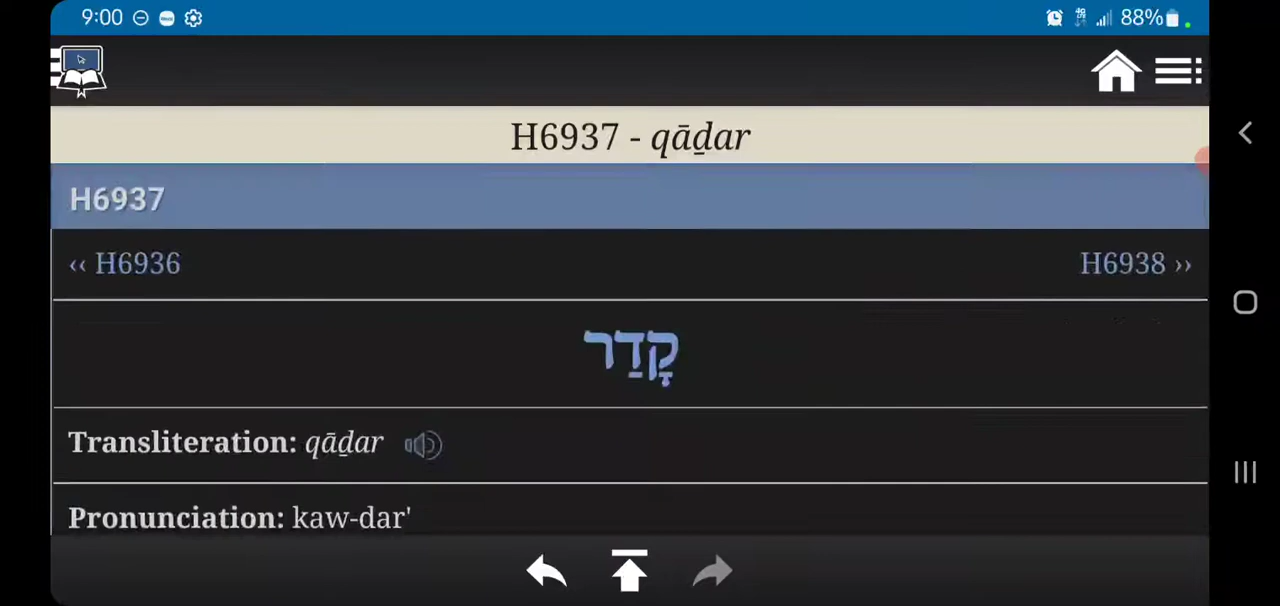 9:00 88%
H6937 - qāḏar
H6937
‹‹ H6936 H6938 ››
קָדַר
Transliteration: qāḏar
Pronunciation: kaw-dar'